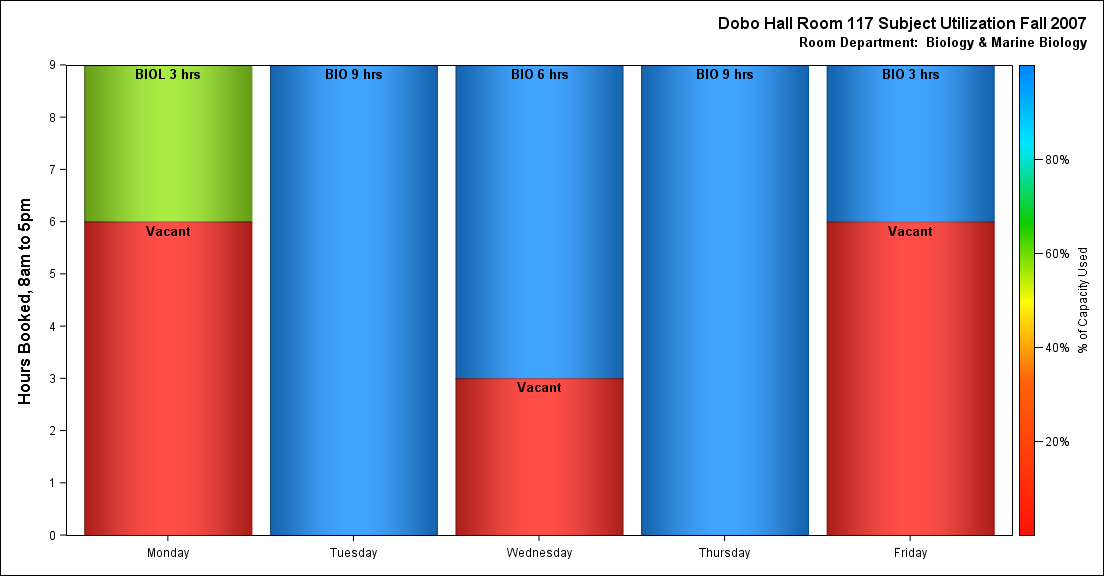 Dobo Hall Room 117 Subject Utilization Fall 2007
Room Department:  Biology & Marine Biology
Hours Booked, 8am to 5pm
9
8
7
6
5
4
3
2
1
0
BIOL 3 hrs
Vacant
BIO 9 hrs
BIO 6 hrs
Vacant
BIO 9 hrs
BIO 3 hrs
Vacant
Monday
Tuesday
Wednesday
Thursday
Friday
80%
60%
40%
20%
% of Capacity Used